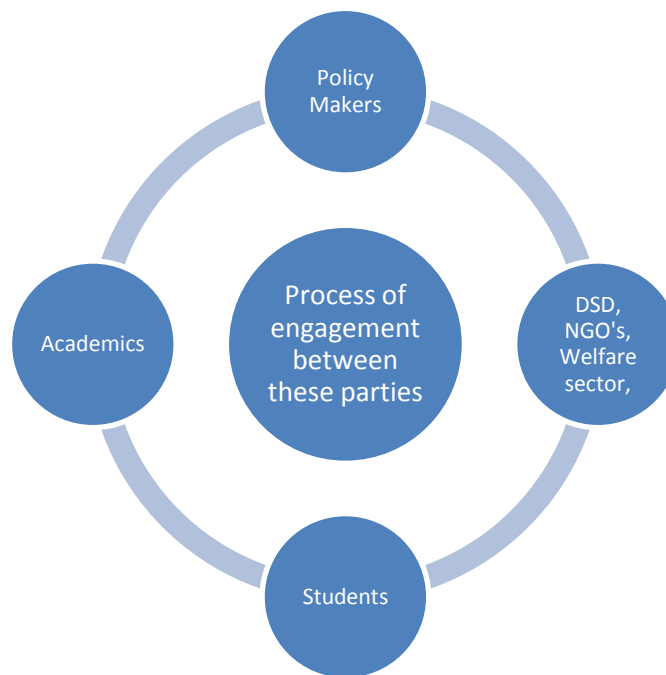 Policy
Makers
DSD,
NGO's,
Welfare
sector,
Process of
engagement
between
these parties
Academics
Students